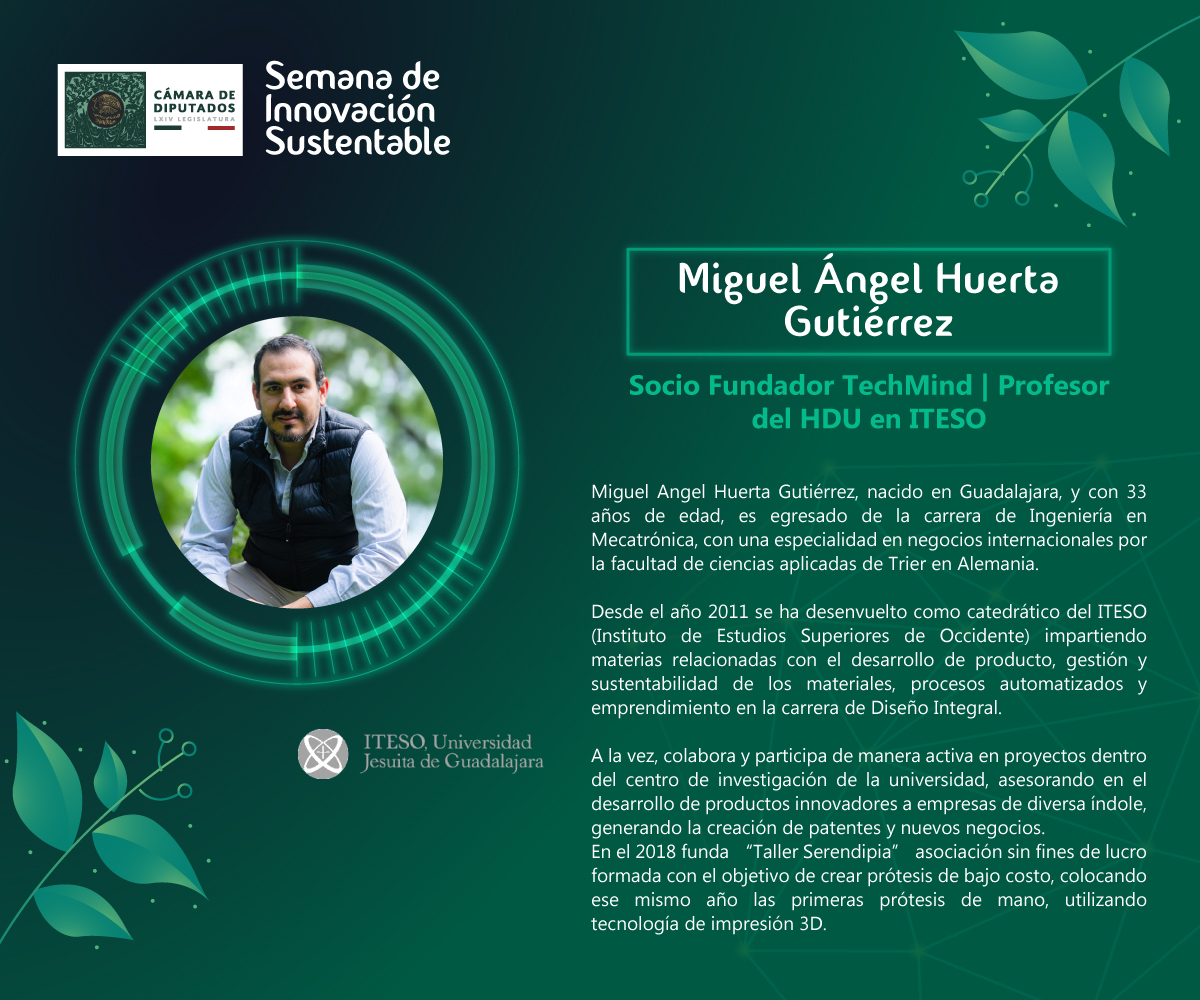 CÁMARA DE
DIPUTADOS
LXIV LEGISLATURA
Semana de
Innovación
Sustentable
Miguel Ángel Huerta
Gutiérrez
Socio Fundador TechMind | Profesor
del HDU en ITESO
Miguel Angel Huerta Gutiérrez, nacido en Guadalajara, y con 33
años de edad, es egresado de la carrera de Ingeniería en
Mecatrónica, con una especialidad en negocios internacionales por
la facultad de ciencias aplicadas de Trier en Alemania.
Desde el año 2011 se ha desenvuelto como catedrático del ITESO
(Instituto de Estudios Superiores de Occidente) impartiendo
materias relacionadas con el desarrollo de producto, gestión y
sustentabilidad de los materiales, procesos automatizados y
emprendimiento en la carrera de Diseño Integral.
A la vez, colabora y participa de manera activa en proyectos dentro
del centro de investigación de la universidad, asesorando en el
desarrollo de productos innovadores a empresas de diversa índole,
generando la creación de patentes y nuevos negocios.
En el 2018 funda “Taller Serendipia” asociación sin fines de lucro
formada con el objetivo de crear prótesis de bajo costo, colocando
ese mismo año las primeras prótesis de mano, utilizando
tecnología de impresión 3D.
ITESO, Universidad
Jesuita de Guadalajara